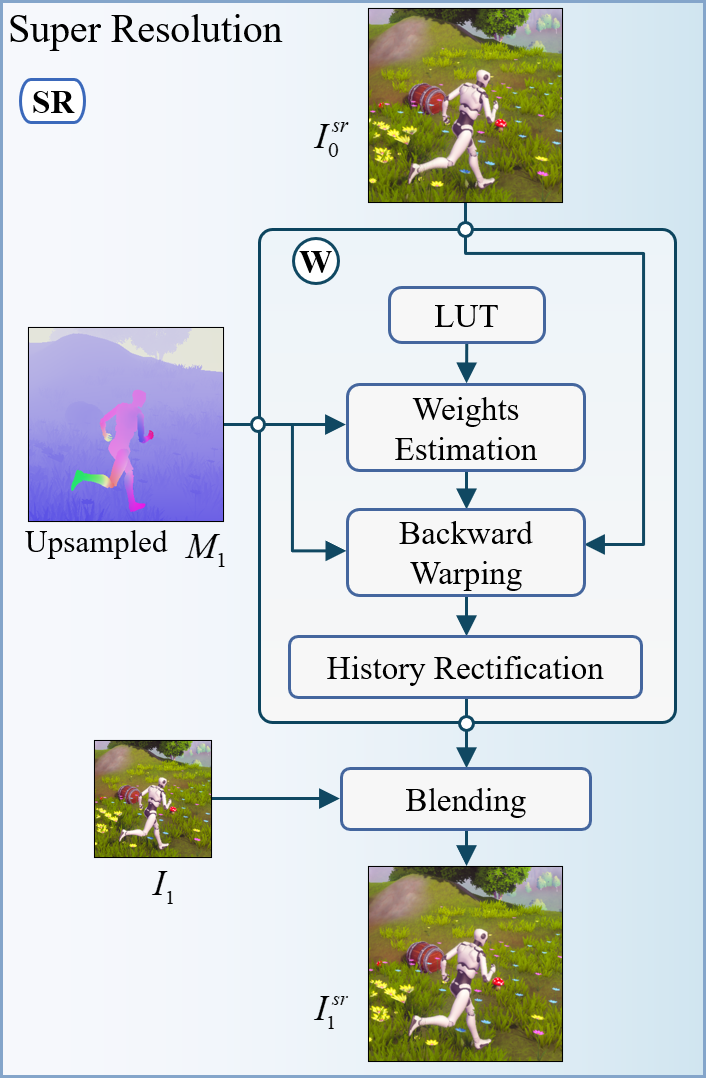 Super Resolution
SR
I_0^{sr}
W
LUT
Weights
Estimation
Upsampled M_1
Backward
Warping
History Rectification
Blending
I_1
I_1^{sr}